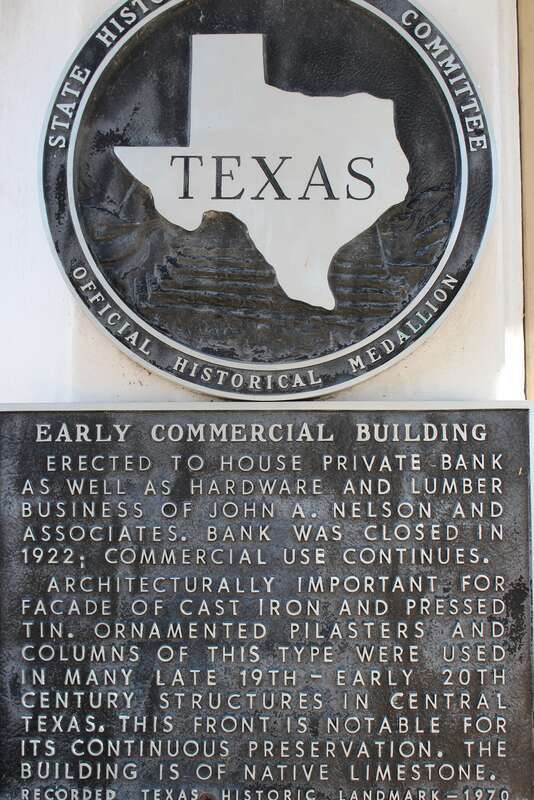 STATE HISTO
COMMITTEE
TEXAS
OFFICIAL HISTORICAL MEDALLION
EARLY COMMERCIAL BUILDING
ERECTED TO HOUSE PRIVATE BANK
AS WELL AS HARDWARE AND LUMBER
BUSINESS OF JOHN A. NELSON AND
ASSOCIATES. BANK WAS CLOSED IN
1922; COMMERCIAL USE CONTINUES.
ARCHITECTURALLY IMPORTANT FOR
FACADE OF CAST IRON AND PRESSED
TIN. ORNAMENTED PILASTERS AND
COLUMNS OF THIS TYPE WERE USED
IN MANY LATE 19TH - EARLY 20TH
CENTURY STRUCTURES IN CENTRAL
TEXAS. THIS FRONT IS NOTABLE FOR
ITS CONTINUOUS PRESERVATION. THE
BUILDING IS OF NATIVE LIMESTONE.
RECORDED TEXAS HISTORIC LANDMARK-1970